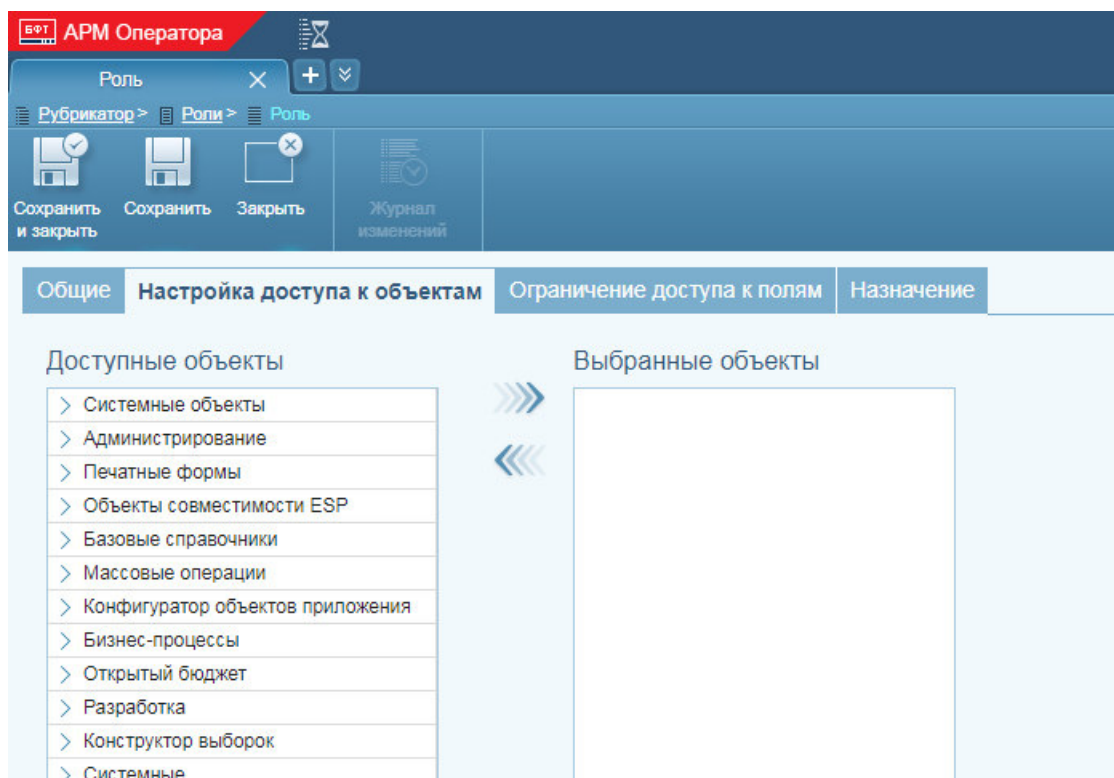 БФТ АРМ Оператора
Роль
Рубрикатор > Роли > Роль
Сохранить и закрыть
Сохранить
Закрыть
Журнал изменений
Общие Настройка доступа к объектам Ограничение доступа к полям Назначение
Доступные объекты
Выбранные объекты
Системные объекты
Администрирование
Печатные формы
Объекты совместимости ESP
Базовые справочники
Массовые операции
Конфигуратор объектов приложения
Бизнес-процессы
Открытый бюджет
Разработка
Конструктор выборок
Системные